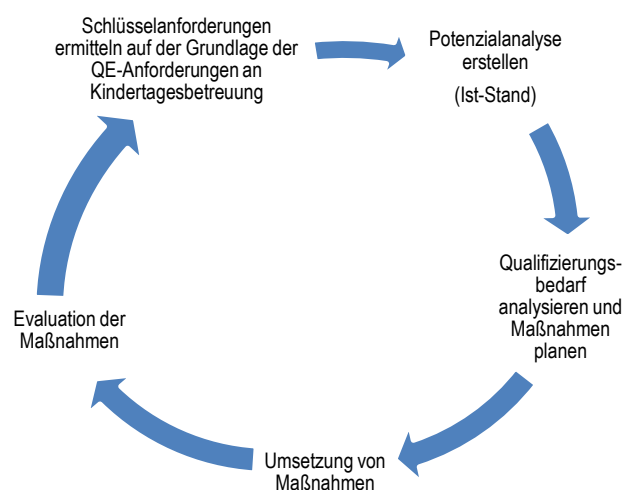 Schlüsselanforderungen
ermitteln auf der Grundlage der
QE-Anforderungen an
Kindertagesbetreuung
Potenzialanalyse
erstellen
(Ist-Stand)
Qualifizierungs-
bedarf
analysieren und
Maßnahmen
planen
Umsetzung von
Maßnahmen
Evaluation der
Maßnahmen